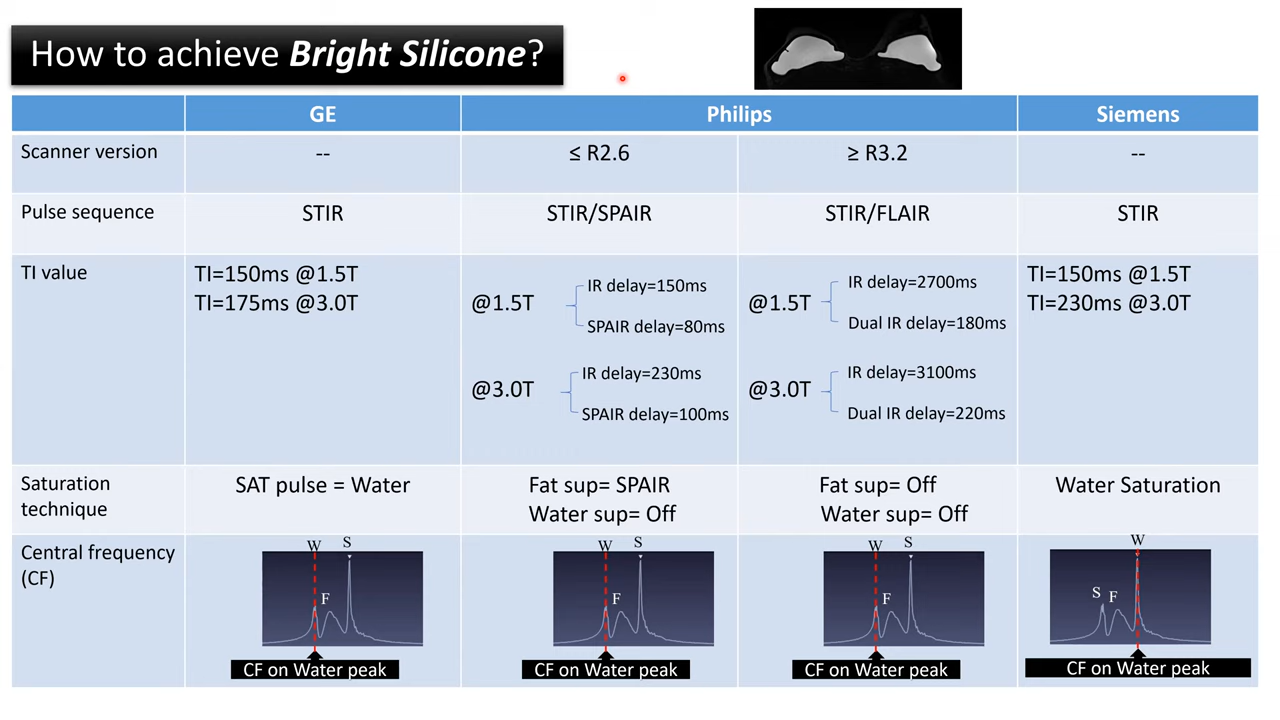 How to achieve Bright Silicone?
GE
Philips
Siemens
Scanner version
--
≤ R2.6
≥ R3.2
--
Pulse sequence
STIR
STIR/SPAIR
STIR/FLAIR
STIR
TI value
TI=150ms @1.5T
TI=175ms @3.0T
@1.5T
IR delay=150ms
SPAIR delay=80ms
@3.0T
IR delay=230ms
SPAIR delay=100ms
@1.5T
IR delay=2700ms
Dual IR delay=180ms
@3.0T
IR delay=3100ms
Dual IR delay=220ms
TI=150ms @1.5T
TI=230ms @3.0T
Saturation
technique
SAT pulse = Water
Fat sup= SPAIR
Water sup= Off
Fat sup= Off
Water sup= Off
Water Saturation
Central frequency
(CF)
W S
F
CF on Water peak
W S
F
CF on Water peak
W S
F
CF on Water peak
W
S F
CF on Water peak